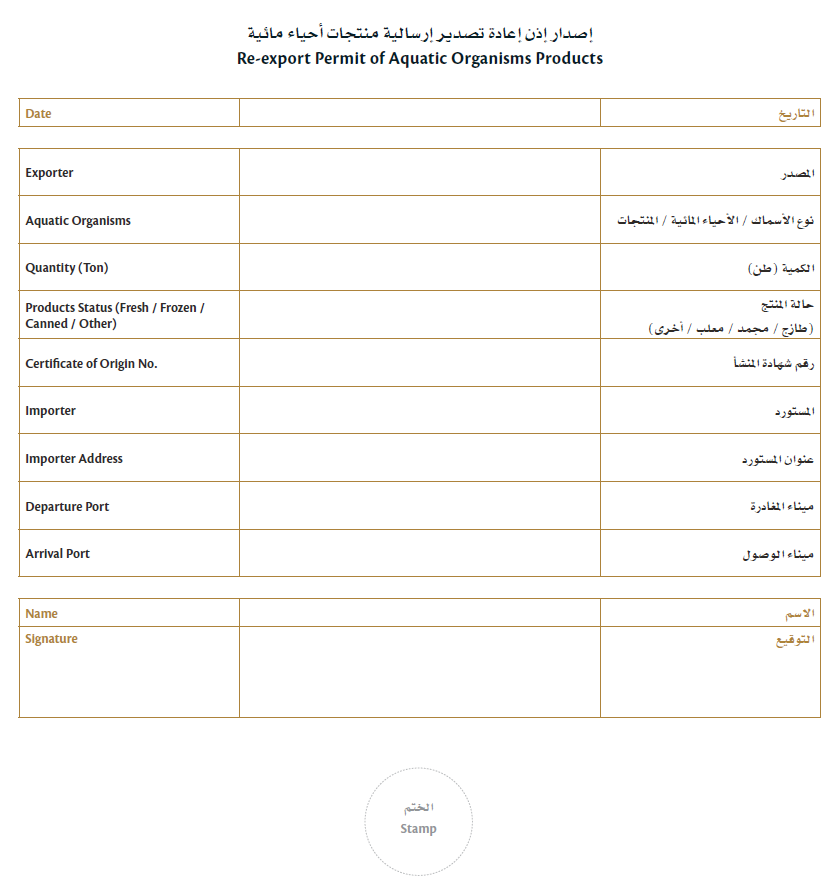 إصدار إذن إعادة تصدير إرسالية منتجات أحياء مائية
Re-export Permit of Aquatic Organisms Products
Date التاريخ
Exporter المصدر
Aquatic Organisms نوع الأسماك / الأحياء المائية / المنتجات
Quantity (Ton) الكمية (طن)
Products Status (Fresh / Frozen / حالة المنتج
Canned / Other) (طازج / مجمد / معلب / أخرى)
Certificate of Origin No. رقم شهادة المنشأ
Importer المستورد
Importer Address عنوان المستورد
Departure Port ميناء المغادرة
Arrival Port ميناء الوصول
Name الاسم
Signature التوقيع
الختم
Stamp